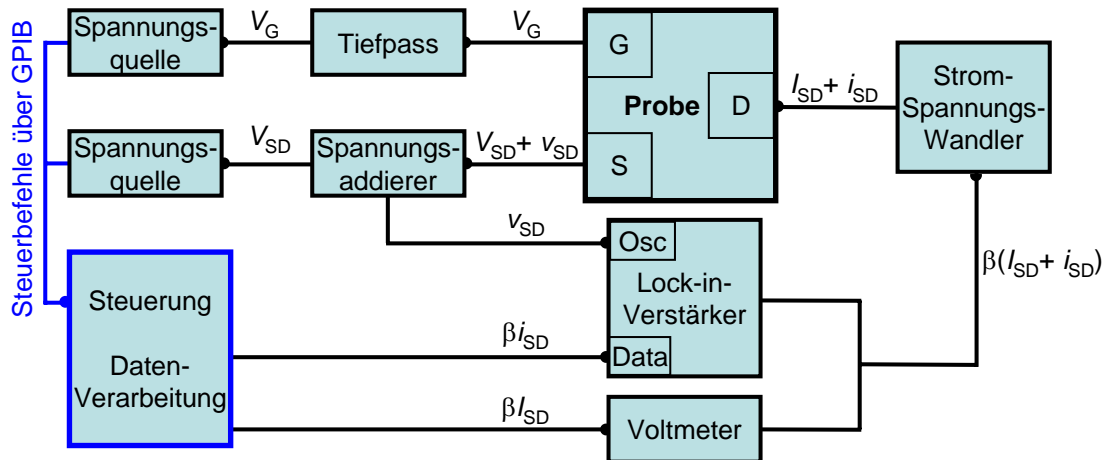 Steuerbefehle über GPIB
Spannungs-
quelle
V_G
Tiefpass
V_G
G
Probe
D
S
I_SD + i_SD
Strom-
Spannungs-
Wandler
Spannungs-
quelle
V_SD
Spannungs-
addierer
V_SD + v_SD
v_SD
Osc
Lock-in-
Verstärker
Data
β(I_SD + i_SD)
Steuerung
Daten-
Verarbeitung
βi_SD
βI_SD
Voltmeter